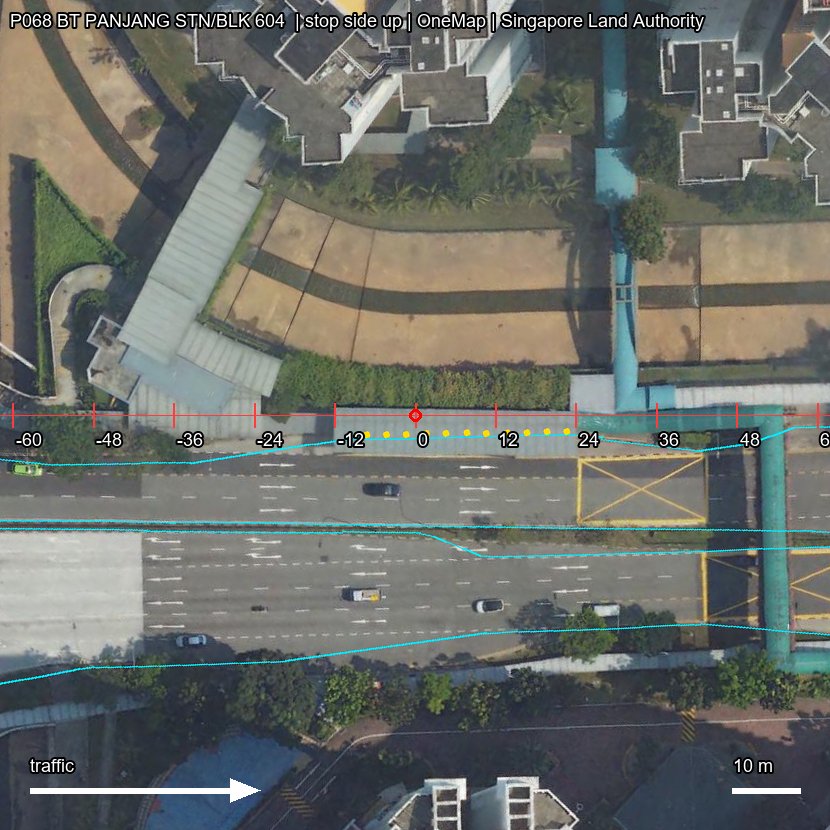 P068 BT PANJANG STN/BLK 604 | stop side up | OneMap | Singapore Land Authority
-60 -48 -36 -24 -12 0 12 24 36 48 6
traffic
10 m